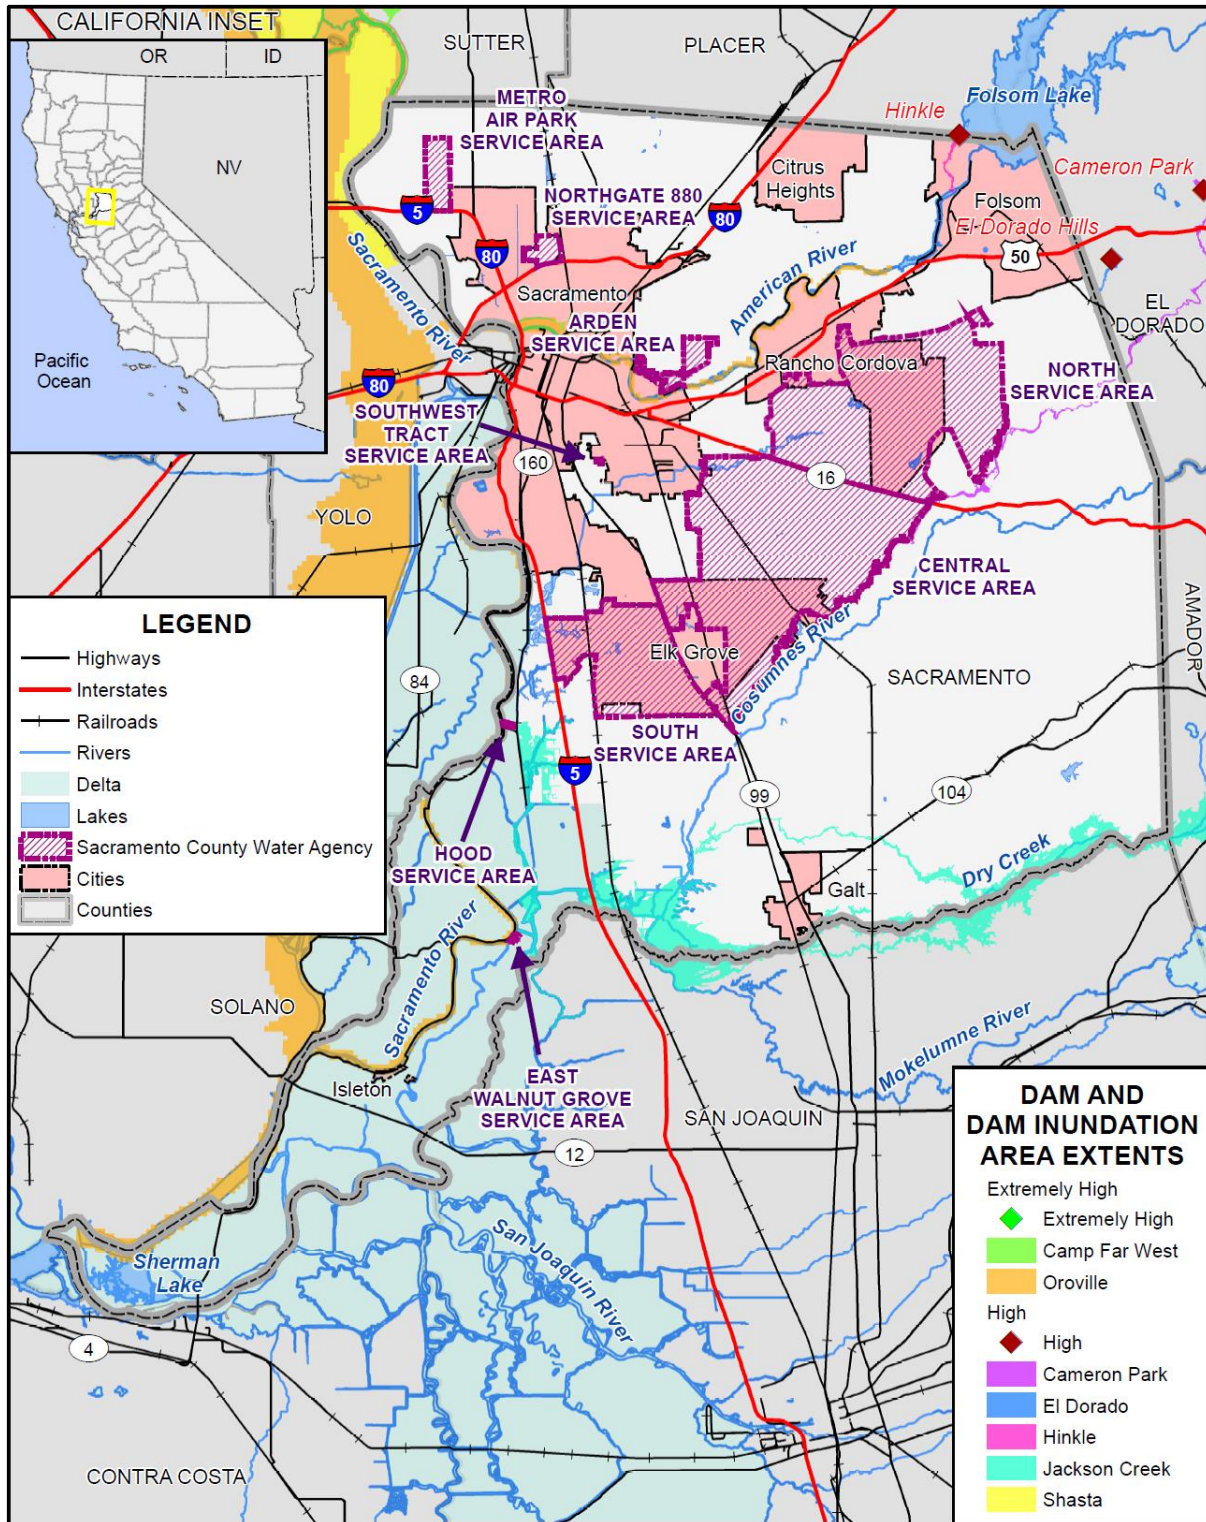 CALIFORNIA INSET
OR
ID
NV
Pacific
Ocean
SUTTER
PLACER
METRO
AIR PARK
SERVICE AREA
Hinkle
Folsom Lake
Cameron Park
Citrus
Heights
NORTHGATE 880
SERVICE AREA
Folsom
El Dorado Hills
5
80
80
50
Sacramento River
American River
Sacramento
ARDEN
SERVICE AREA
EL
DORADO
Rancho Cordova
NORTH
SERVICE AREA
80
SOUTHWEST
TRACT
SERVICE AREA
160
16
YOLO
CENTRAL
SERVICE AREA
AMADOR
Elk Grove
Cosumnes River
SACRAMENTO
84
SOUTH
SERVICE AREA
5
99
104
HOOD
SERVICE AREA
Dry Creek
Galt
Sacramento River
SOLANO
Mokelumne River
Isleton
EAST
WALNUT GROVE
SERVICE AREA
SAN JOAQUIN
12
San Joaquin River
Sherman
Lake
4
CONTRA COSTA
LEGEND
Highways
Interstates
Railroads
Rivers
Delta
Lakes
Sacramento County Water Agency
Cities
Counties
DAM AND
DAM INUNDATION
AREA EXTENTS
Extremely High
Extremely High
Camp Far West
Oroville
High
High
Cameron Park
El Dorado
Hinkle
Jackson Creek
Shasta